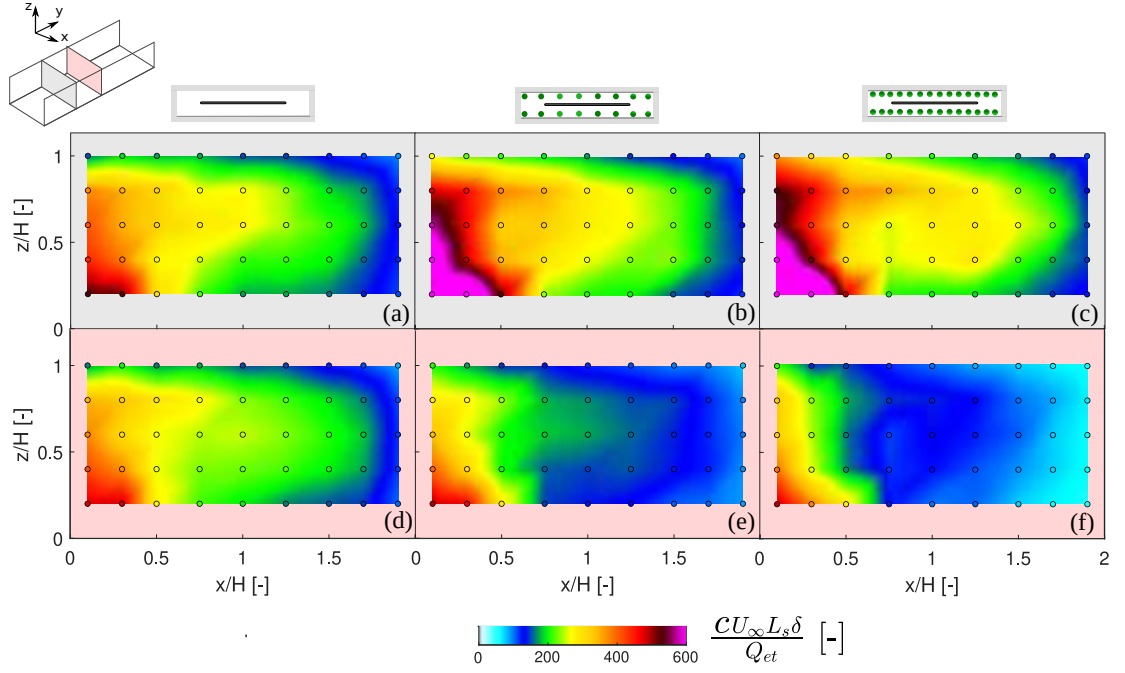 z
y
x
1
0.5
0
z/H [-]
(a)
(b)
(c)
1
0.5
0
z/H [-]
(d)
(e)
(f)
0 0.5 1 1.5 0 0.5 1 1.5 0 0.5 1 1.5 2
x/H [-] x/H [-] x/H [-]
0 200 400 600
CU∞Lsδ
Qet
[-]